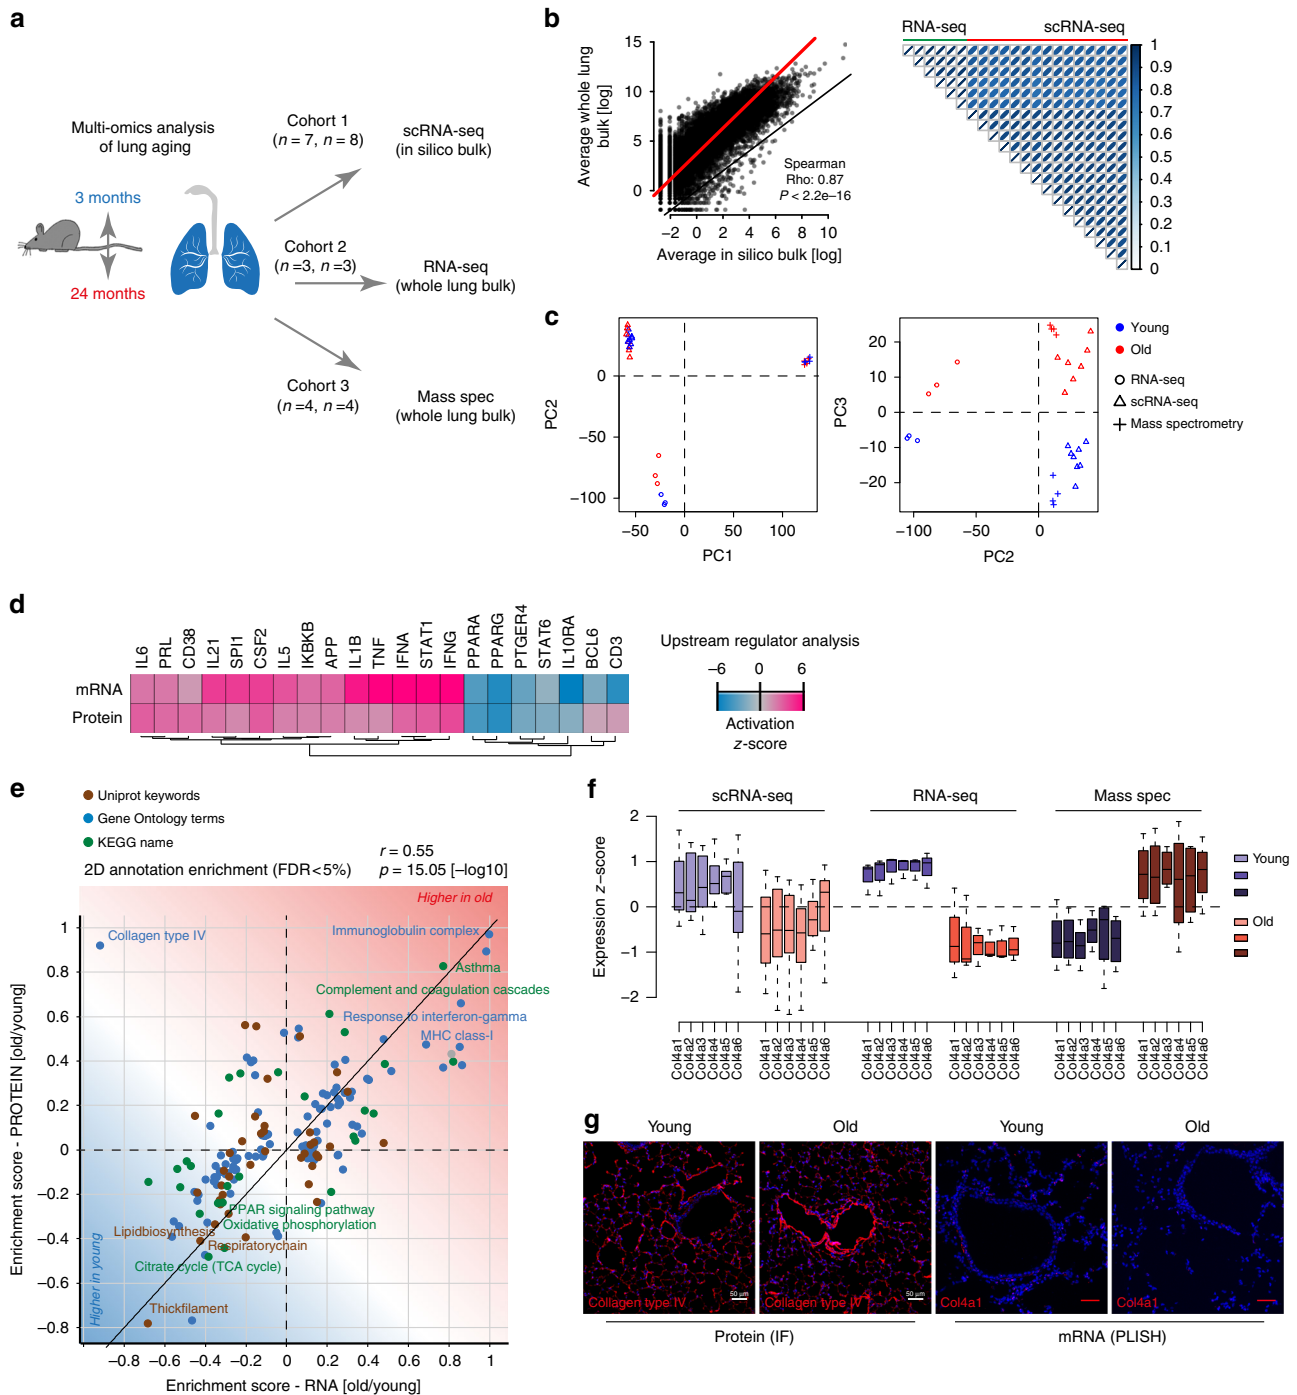 a
Multi-omics analysis
of lung aging
3 months
24 months
Cohort 1
(n = 7, n = 8)
scRNA-seq
(in silico bulk)
Cohort 2
(n =3, n =3)
RNA-seq
(whole lung bulk)
Cohort 3
(n =4, n =4)
Mass spec
(whole lung bulk)
b
Average whole lung
bulk [log]
15
10
5
0
Spearman
Rho: 0.87
P < 2.2e–16
−2 0 2 4 6 8 10
Average in silico bulk [log]
RNA-seq scRNA-seq
1
0.9
0.8
0.7
0.6
0.5
0.4
0.3
0.2
0.1
0
c
PC2
0
−50
−100
−50 0 50 100
PC1
PC3
20
10
0
−10
−20
−100 −50 0
PC2
Young
Old
RNA-seq
scRNA-seq
Mass spectrometry
d
IL6 PRL CD38 IL21 SPI1 CSF2 IL5 IKBKB APP IL1B TNF IFNA STAT1 IFNG PPARA PPARG PTGER4 STAT6 IL10RA BCL6 CD3
mRNA
Protein
Upstream regulator analysis
−6 0 6
Activation
z-score
e
Uniprot keywords
Gene Ontology terms
KEGG name
2D annotation enrichment (FDR<5%)
r = 0.55
p = 15.05 [−log10]
Higher in old
Enrichment score - PROTEIN [old/young]
1
0.8
0.6
0.4
0.2
0
−0.2
−0.4
−0.6
−0.8
Collagen type IV
Immunoglobulin complex
Asthma
Complement and coagulation cascades
Response to interferon-gamma
MHC class-I
PPAR signaling pathway
Lipidbiosynthesis
Oxidative phosphorylation
Respiratorychain
Citrate cycle (TCA cycle)
Thickfilament
Higher in young
−0.8 −0.6 −0.4 −0.2 0 0.2 0.4 0.6 0.8 1
Enrichment score - RNA [old/young]
f
scRNA-seq RNA-seq Mass spec
Expression z-score
2
1
0
−1
−2
Young
Old
Col4a1 Col4a2 Col4a3 Col4a4 Col4a5 Col4a6
Col4a1 Col4a2 Col4a3 Col4a4 Col4a5 Col4a6
Col4a1 Col4a2 Col4a3 Col4a4 Col4a5 Col4a6
Col4a1 Col4a2 Col4a3 Col4a4 Col4a5 Col4a6
Col4a1 Col4a2 Col4a3 Col4a4 Col4a5 Col4a6
Col4a1 Col4a2 Col4a3 Col4a4 Col4a5 Col4a6
g
Young Old Young Old
Collagen type IV
50 µm
Collagen type IV
50 µm
Col4a1
Col4a1
Protein (IF)
mRNA (PLISH)